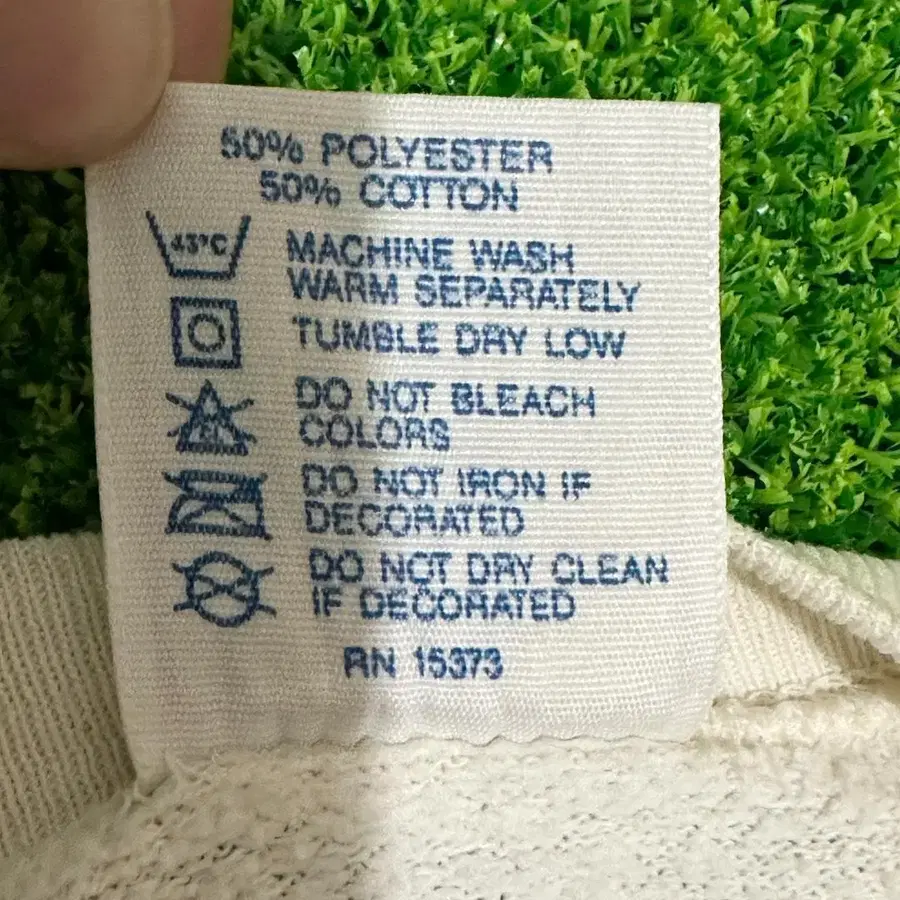 50% POLYESTER
50% COTTON
45°C
MACHINE WASH
WARM SEPARATELY
TUMBLE DRY LOW
DO NOT BLEACH
COLORS
DO NOT IRON IF
DECORATED
DO NOT DRY CLEAN
IF DECORATED
RN 15373